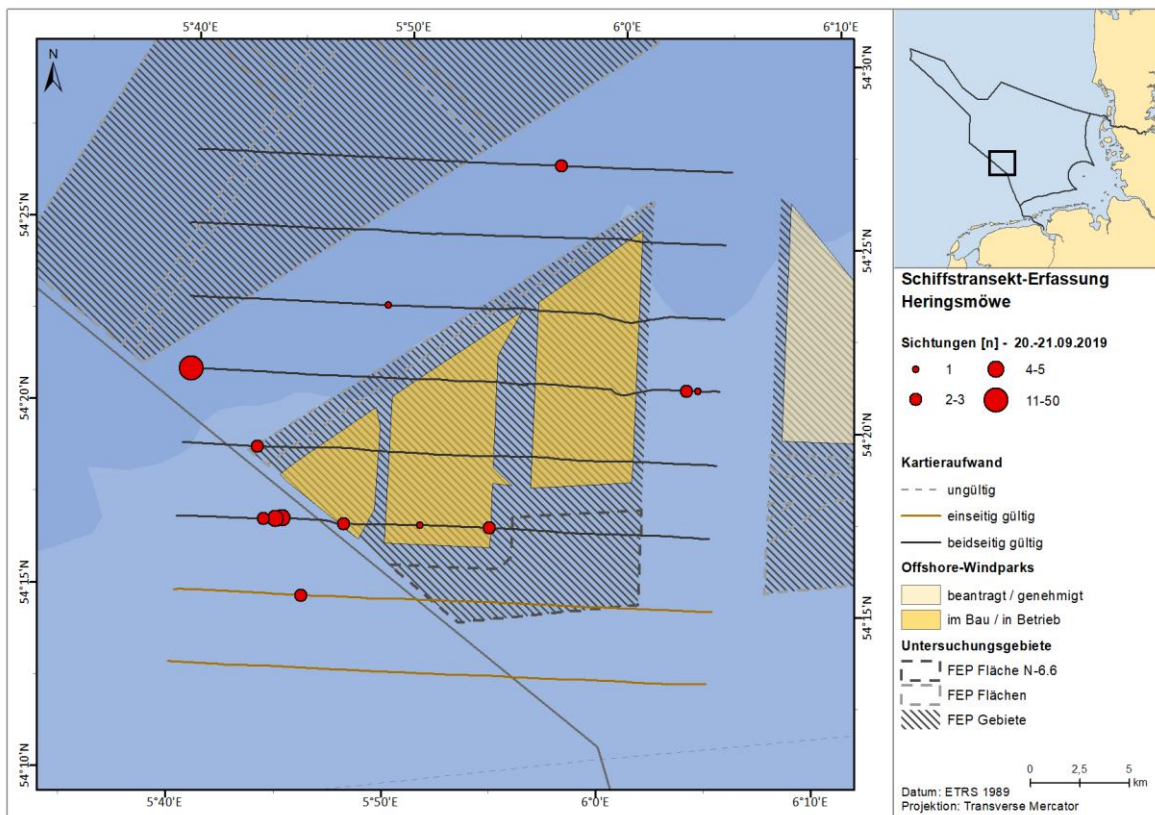 5°40'E
5°50'E
6°0'E
6°10'E
N
54°30'N
54°25'N
54°25'N
54°20'N
54°20'N
54°15'N
54°15'N
54°10'N
5°40'E
5°50'E
6°0'E
6°10'E
Schiffstransekt-Erfassung
Heringsmöwe
Sichtungen [n] - 20.-21.09.2019
1
4-5
2-3
11-50
Kartieraufwand
ungültig
einseitig gültig
beidseitig gültig
Offshore-Windparks
beantragt / genehmigt
im Bau / in Betrieb
Untersuchungsgebiete
FEP Fläche N-6.6
FEP Flächen
FEP Gebiete
0 2,5 5
km
Datum: ETRS 1989
Projektion: Transverse Mercator